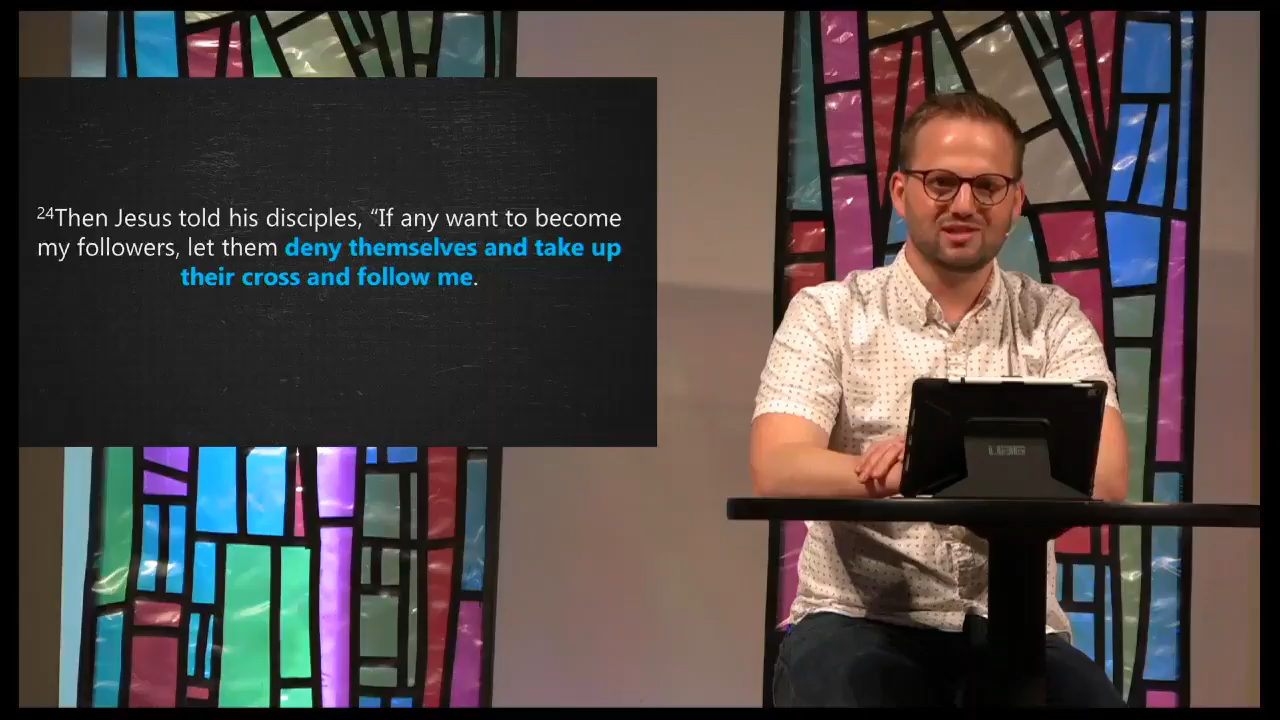 ²⁴Then Jesus told his disciples, “If any want to become
my followers, let them deny themselves and take up
their cross and follow me.